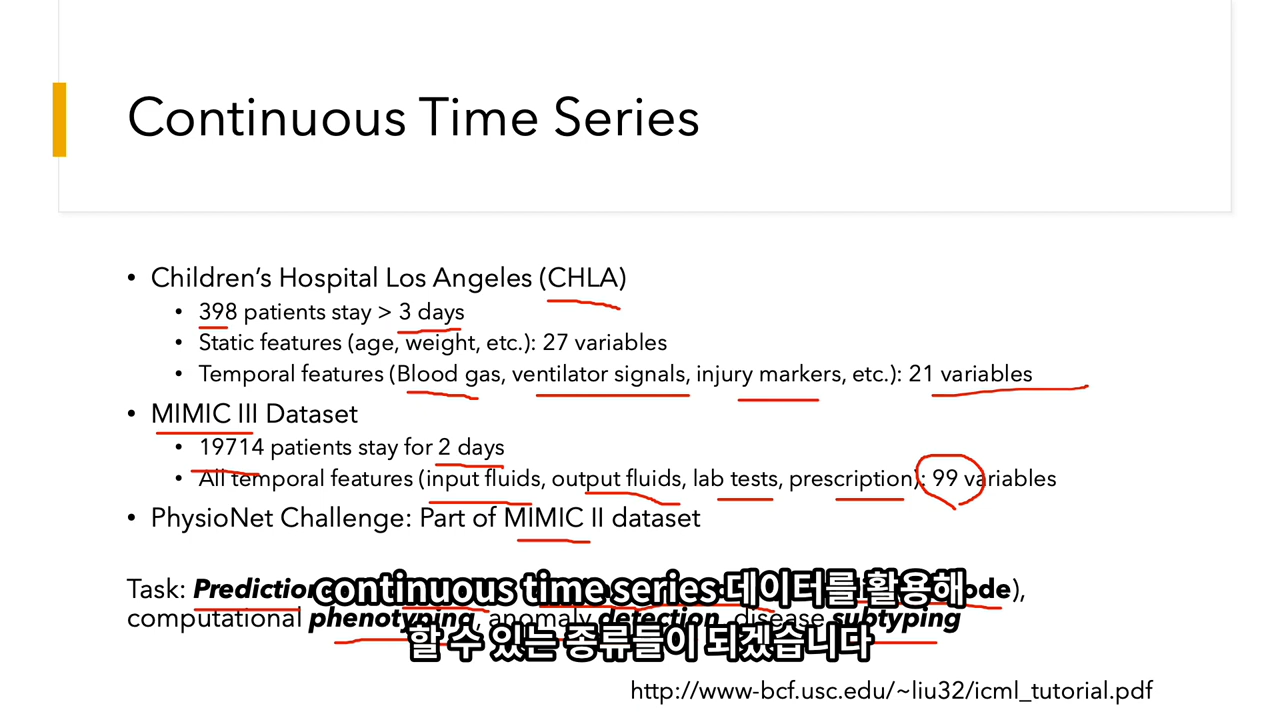 Continuous Time Series
• Children's Hospital Los Angeles (CHLA)
• 398 patients stay > 3 days
• Static features (age, weight, etc.): 27 variables
• Temporal features (Blood gas, ventilator signals, injury markers, etc.): 21 variables
• MIMIC III Dataset
• 19714 patients stay for 2 days
• All temporal features (input fluids, output fluids, lab tests, prescription): 99 variables
• PhysioNet Challenge: Part of MIMIC II dataset
Task: Prediction
computational phenotyping, anomaly detection, disease subtyping
continuous time series 데이터를 활용해
할 수 있는 종류들이 되겠습니다
http://www-bcf.usc.edu/~liu32/icml_tutorial.pdf